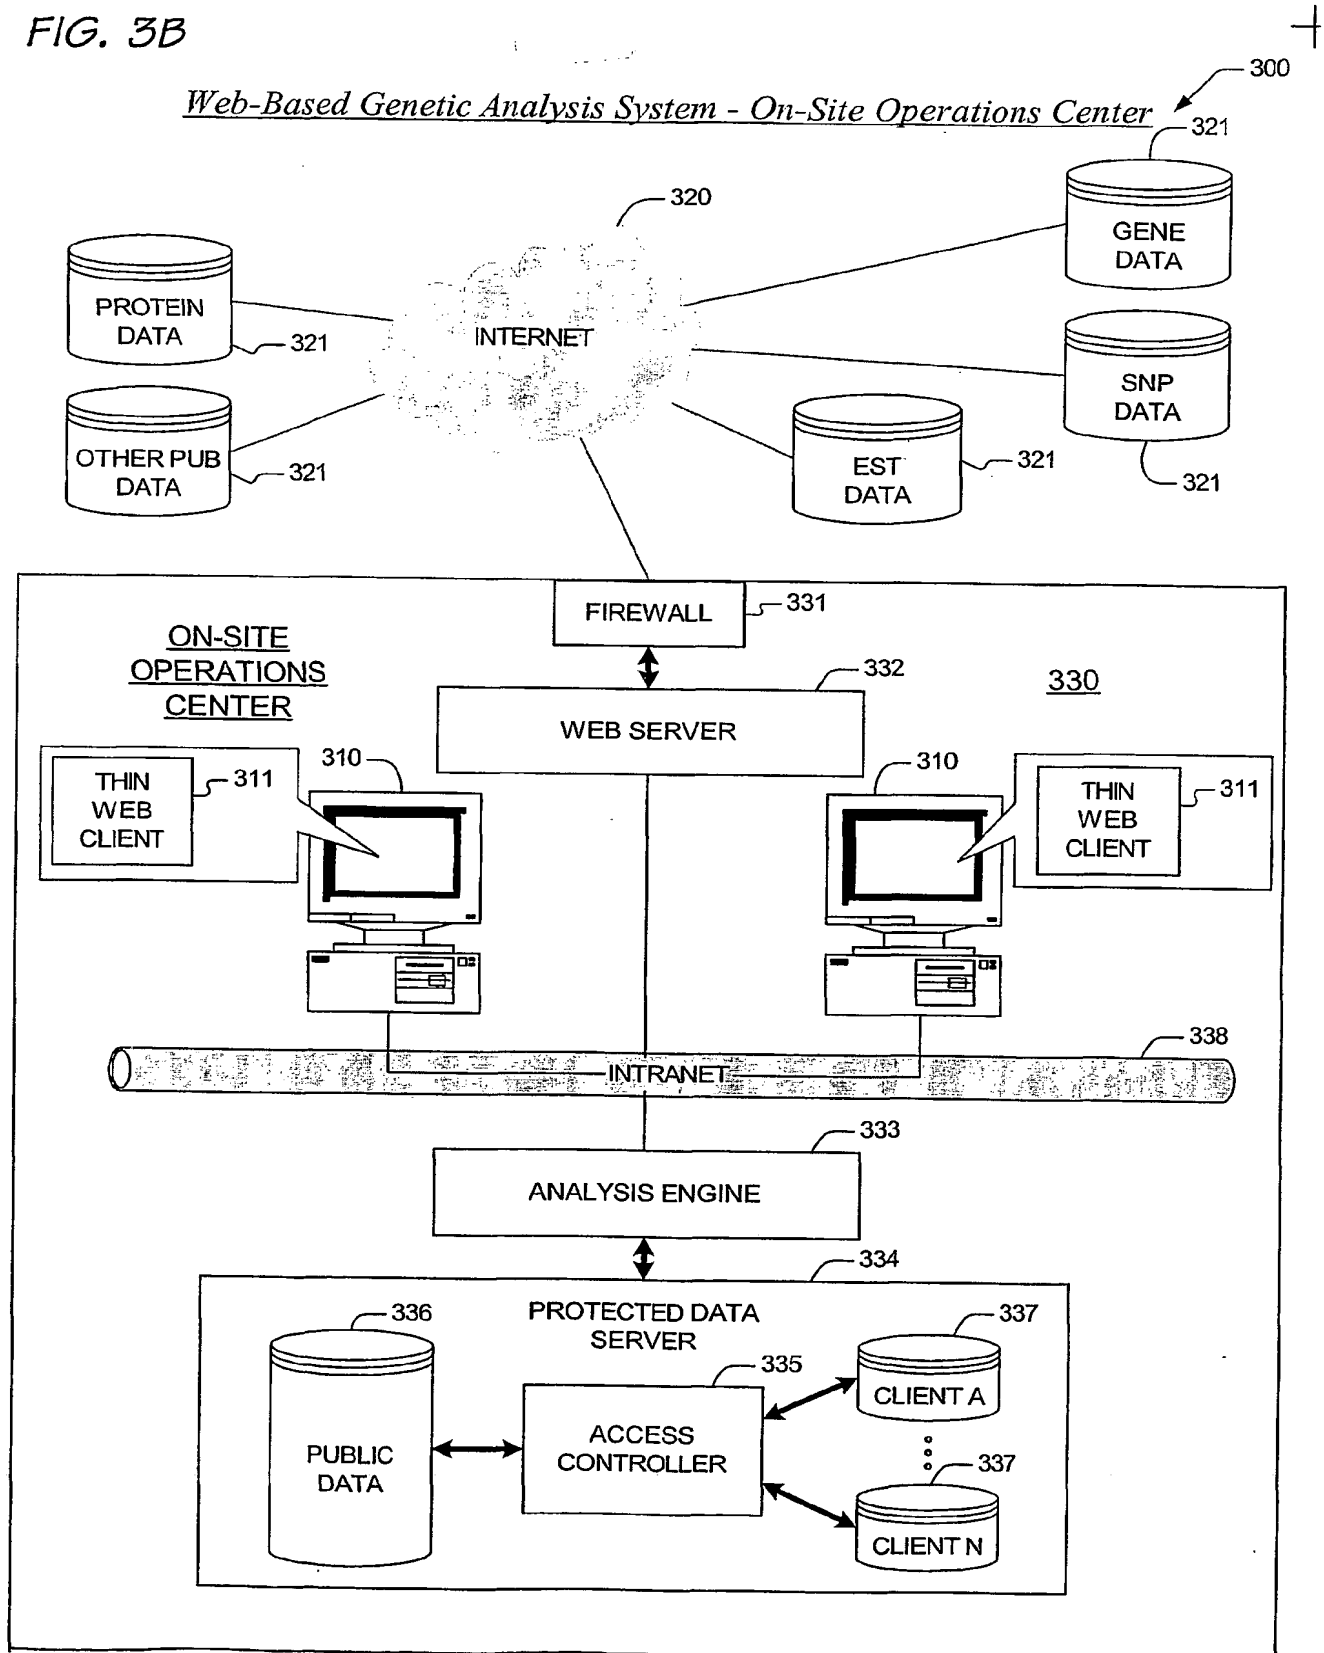 FIG. 3B
300
Web-Based Genetic Analysis System - On-Site Operations Center
321
320
GENE
DATA
PROTEIN
DATA
321
INTERNET
SNP
DATA
321
OTHER PUB
DATA
321
EST
DATA
321
FIREWALL
331
ON-SITE
OPERATIONS
CENTER
332
330
WEB SERVER
THIN
WEB
CLIENT
311
310
310
THIN
WEB
CLIENT
311
338
INTRANET
333
ANALYSIS ENGINE
334
PROTECTED DATA
SERVER
336
337
335
CLIENT A
PUBLIC
DATA
ACCESS
CONTROLLER
337
CLIENT N